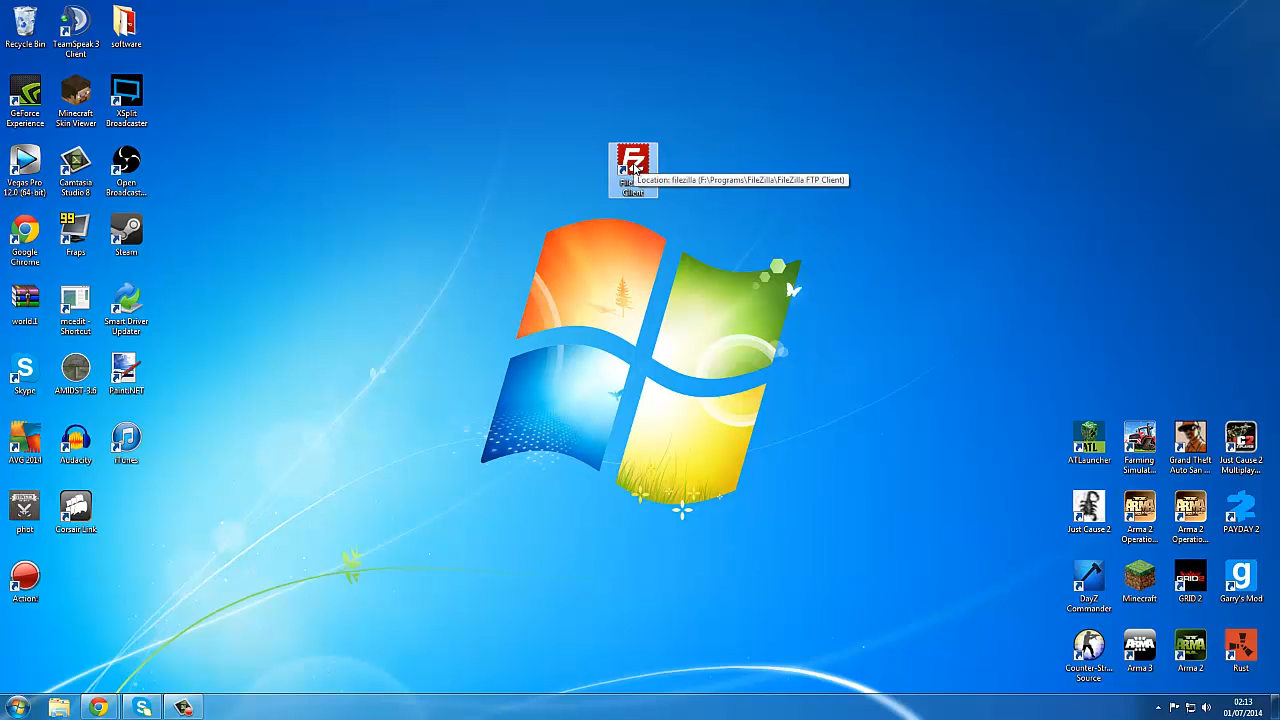 Recycle Bin
TeamSpeak 3
Client
software
GeForce
Experience
Minecraft
Skin Viewer
XSplit
Broadcaster
Vegas Pro
12.0 (64-bit)
Camtasia
Studio 8
Open
Broadcast...
Google
Chrome
99
Fraps
Steam
world.1
mcedit -
Shortcut
Smart Driver
Updater
Skype
AMIDST-3.6
Paint.NET
AVG 2014
Audacity
iTunes
phot
Corsair Link
Action!
Fz
Client
Location: filezilla (F:\Programs\FileZilla\FileZilla FTP Client)
ATL
ATLauncher
Farming
Simulat...
Grand Theft
Auto San ...
Just Cause 2
Multiplay...
Just Cause 2
Arma 2
Operatio...
Arma 2
Operatio...
PAYDAY 2
DayZ
Commander
Minecraft
GRID 2
Garry's Mod
Counter-Str...
Source
Arma 3
Arma 2
Rust
02:13
01/07/2014